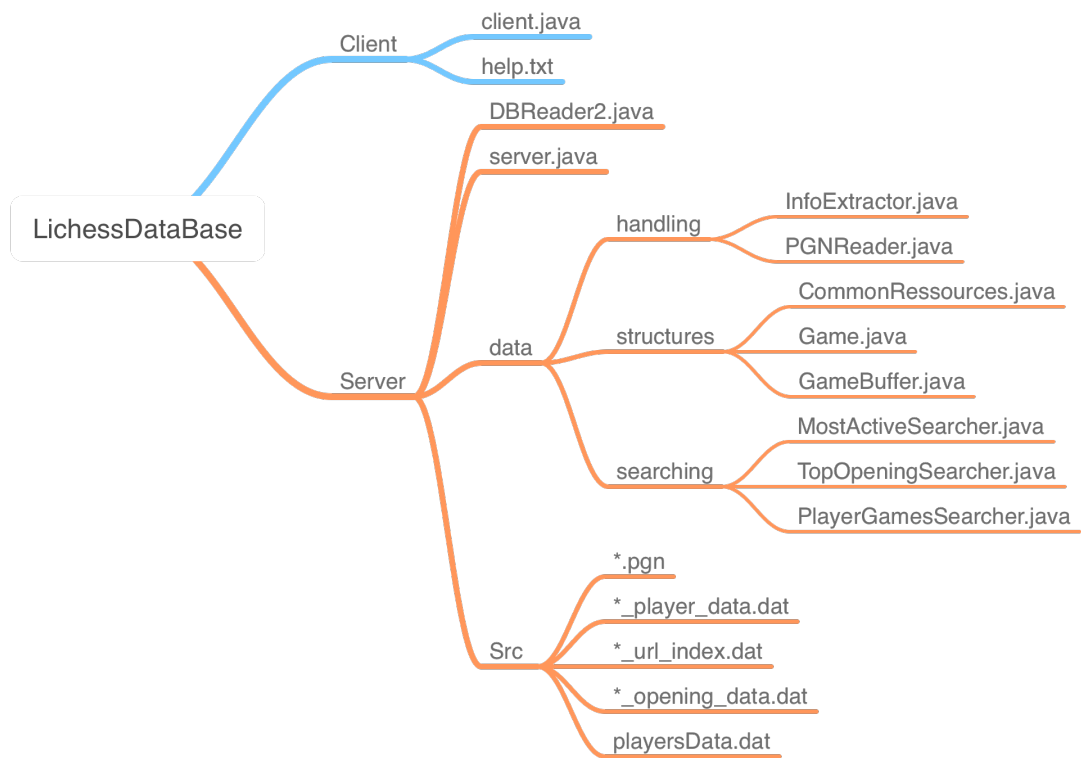 LichessDataBase
Client
client.java
help.txt
Server
DBReader2.java
server.java
data
handling
InfoExtractor.java
PGNReader.java
structures
CommonRessources.java
Game.java
GameBuffer.java
searching
MostActiveSearcher.java
TopOpeningSearcher.java
PlayerGamesSearcher.java
Src
*.pgn
*_player_data.dat
*_url_index.dat
*_opening_data.dat
playersData.dat